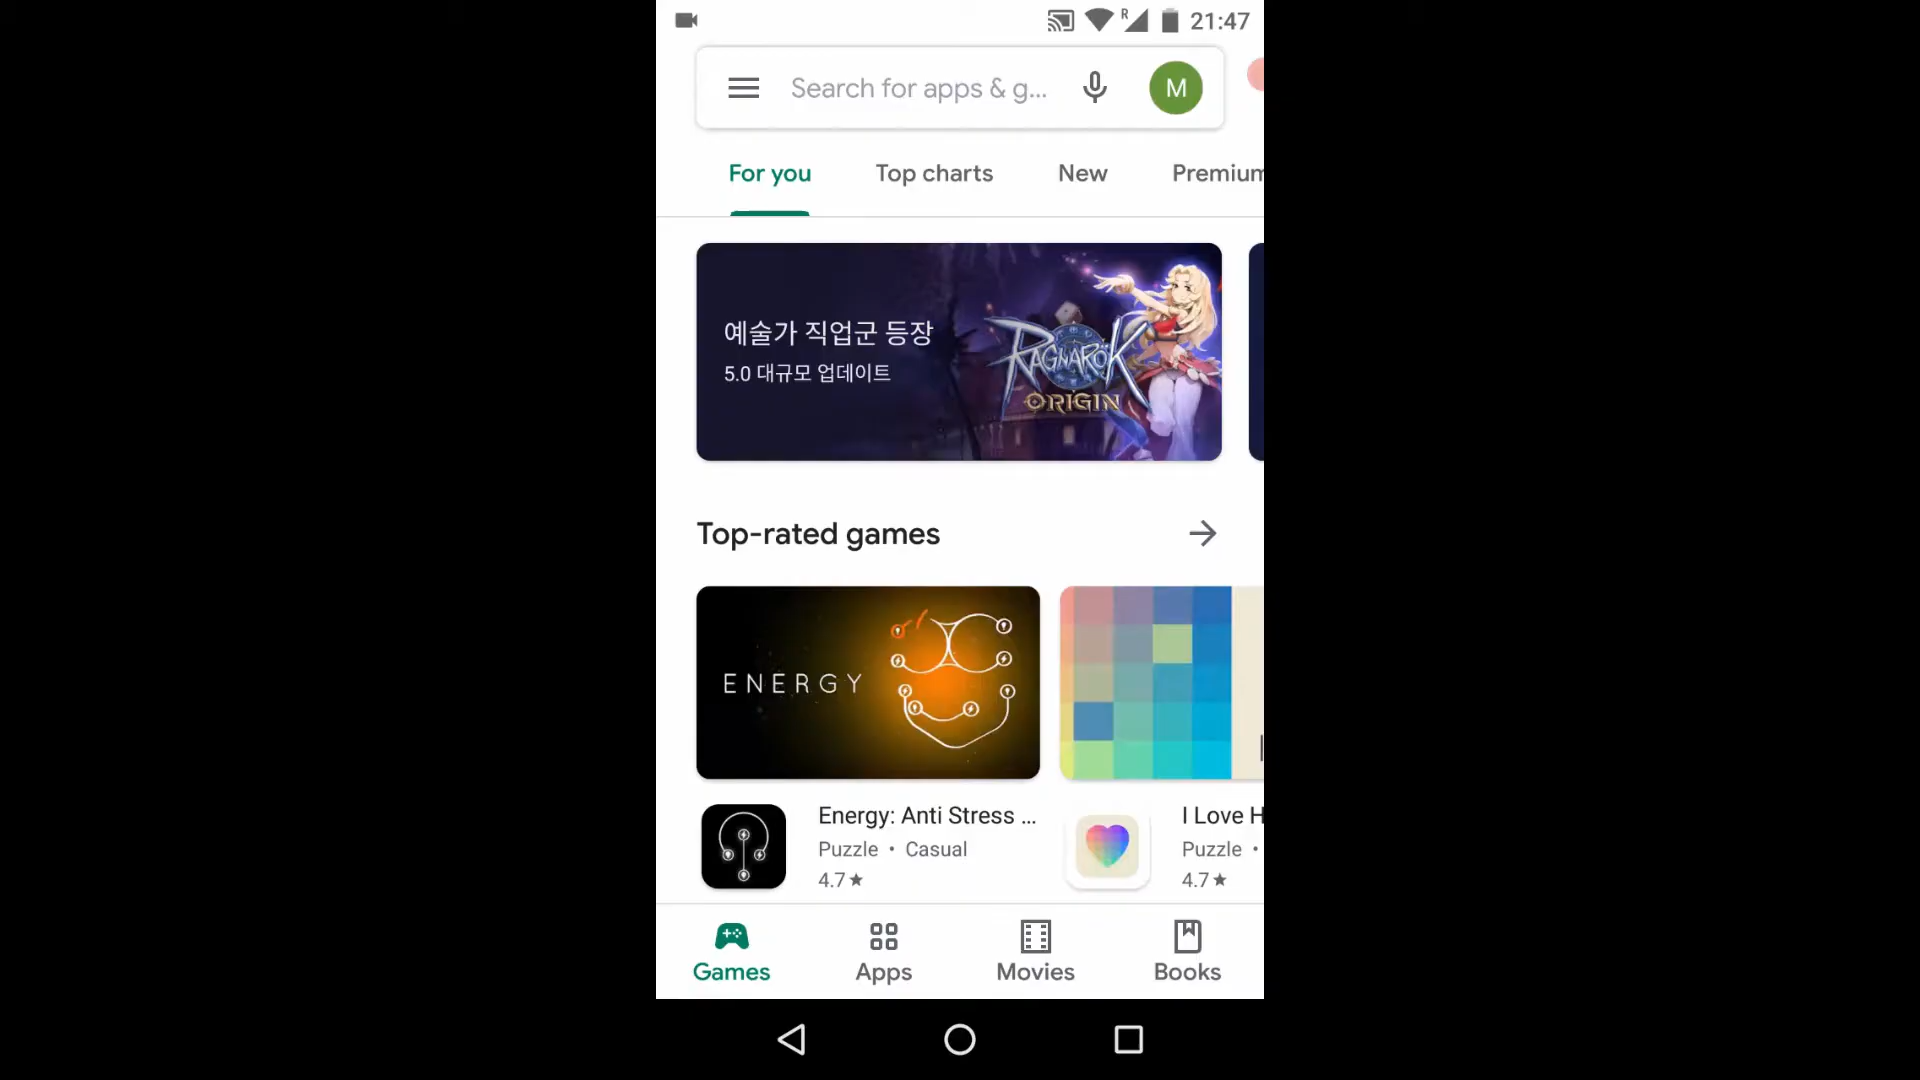 R 21:47
Search for apps & g... M
For you Top charts New Premium
예술가 직업군 등장
5.0 대규모 업데이트
RAGNARÖK
ORIGIN
Top-rated games
ENERGY
Energy: Anti Stress ...
Puzzle • Casual
4.7★
I Love H
Puzzle •
4.7★
Games Apps Movies Books